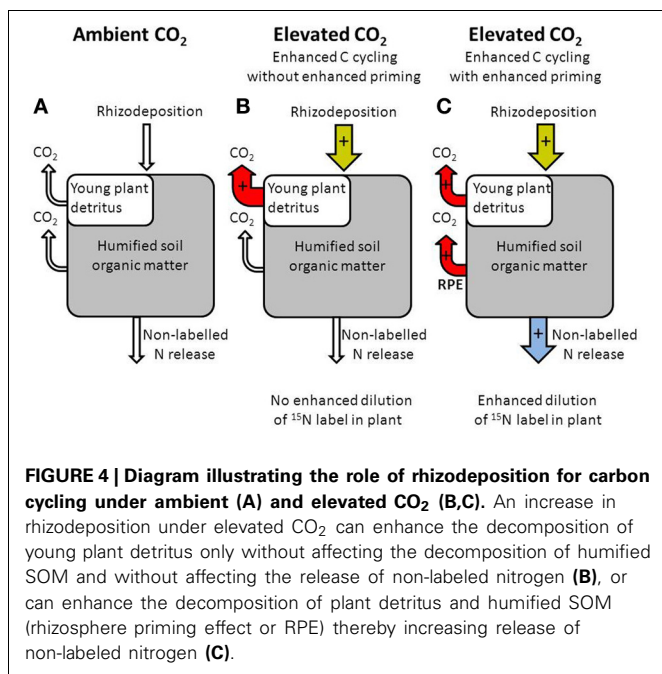 Ambient CO₂
Elevated CO₂
Enhanced C cycling
without enhanced priming
Elevated CO₂
Enhanced C cycling
with enhanced priming
A
Rhizodeposition
CO₂
Young plant
detritus
CO₂
Humified soil
organic matter
Non-labelled
N release
B
Rhizodeposition
+
CO₂
+
Young plant
detritus
CO₂
Humified soil
organic matter
Non-labelled
N release
No enhanced dilution
of ¹⁵N label in plant
C
Rhizodeposition
+
CO₂
+
Young plant
detritus
CO₂
+
RPE
Humified soil
organic matter
+
Non-labelled
N release
Enhanced dilution
of ¹⁵N label in plant
FIGURE 4 | Diagram illustrating the role of rhizodeposition for carbon
cycling under ambient (A) and elevated CO₂ (B,C). An increase in
rhizodeposition under elevated CO₂ can enhance the decomposition of
young plant detritus only without affecting the decomposition of humified
SOM and without affecting the release of non-labeled nitrogen (B), or
can enhance the decomposition of plant detritus and humified SOM
(rhizosphere priming effect or RPE) thereby increasing release of
non-labeled nitrogen (C).